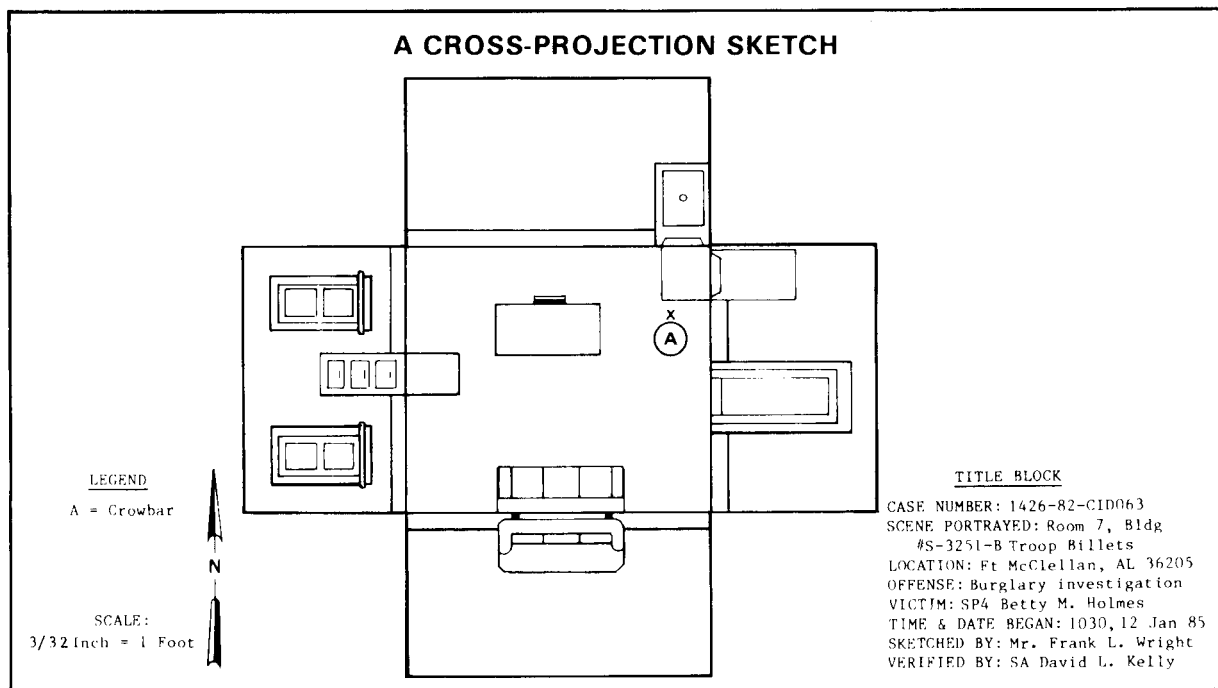 A CROSS-PROJECTION SKETCH
X
A
LEGEND
A = Crowbar
N
SCALE:
3/32 Inch = 1 Foot
TITLE BLOCK
CASE NUMBER: 1426-82-CID063
SCENE PORTRAYED: Room 7, Bldg
#S-3251-B Troop Billets
LOCATION: Ft McClellan, AL 36205
OFFENSE: Burglary investigation
VICTIM: SP4 Betty M. Holmes
TIME & DATE BEGAN: 1030, 12 Jan 85
SKETCHED BY: Mr. Frank L. Wright
VERIFIED BY: SA David L. Kelly